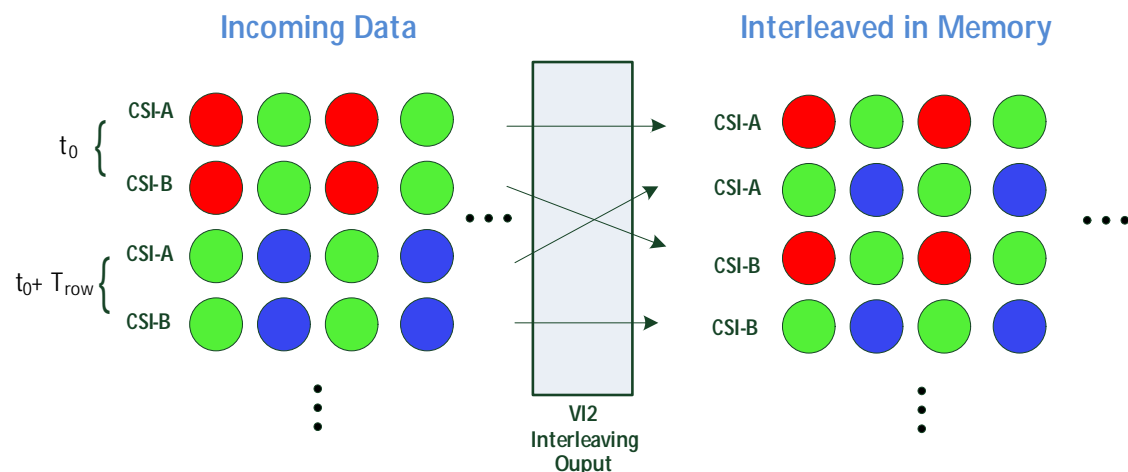 Incoming Data
Interleaved in Memory
CSI-A
t0
CSI-B
CSI-A
t0+ Trow
CSI-B
CSI-A
CSI-A
CSI-B
CSI-B
VI2
Interleaving
Ouput